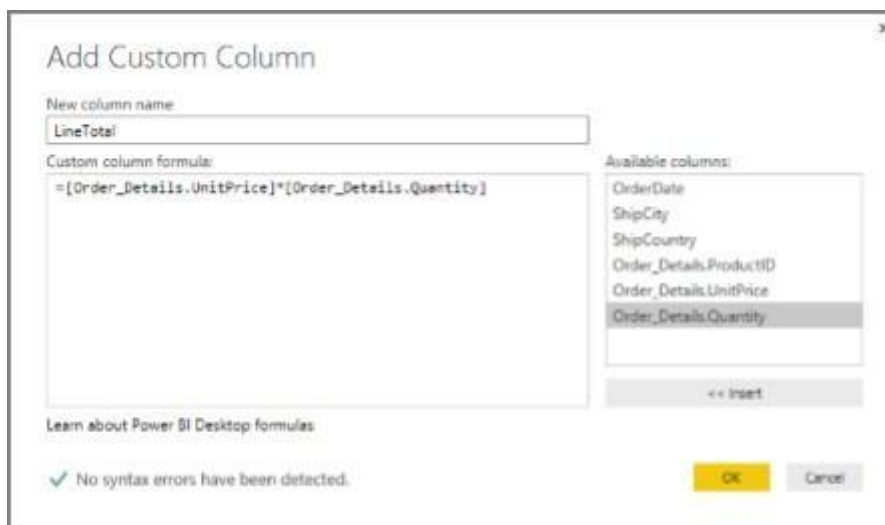 Add Custom Column
New column name
LineTotal
Custom column formula:
=[Order_Details.UnitPrice]*[Order_Details.Quantity]
Available columns:
OrderDate
ShipCity
ShipCountry
Order_Details.ProductID
Order_Details.UnitPrice
Order_Details.Quantity
<< Insert
Learn about Power BI Desktop formulas
No syntax errors have been detected.
OK
Cancel